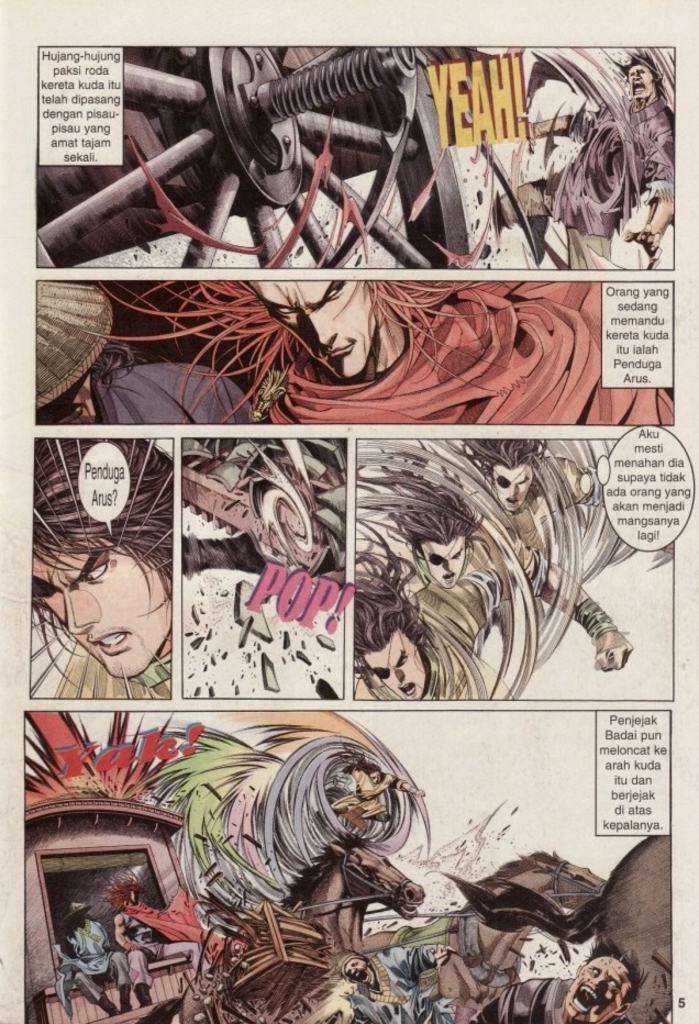 Hujang-hujung
paksi roda
kereta kuda itu
telah dipasang
dengan pisau-
pisau yang
amat tajam
sekali.
YEAH!
Orang yang
sedang
memandu
kereta kuda
itu ialah
Penduga
Arus.
Penduga
Arus?
POP!
Aku
mesti
menahan dia
supaya tidak
ada orang yang
akan menjadi
mangsanya
lagi!
Yak!
Penjejak
Badai pun
meloncat ke
arah kuda
itu dan
berjejak
di atas
kepalanya.
5